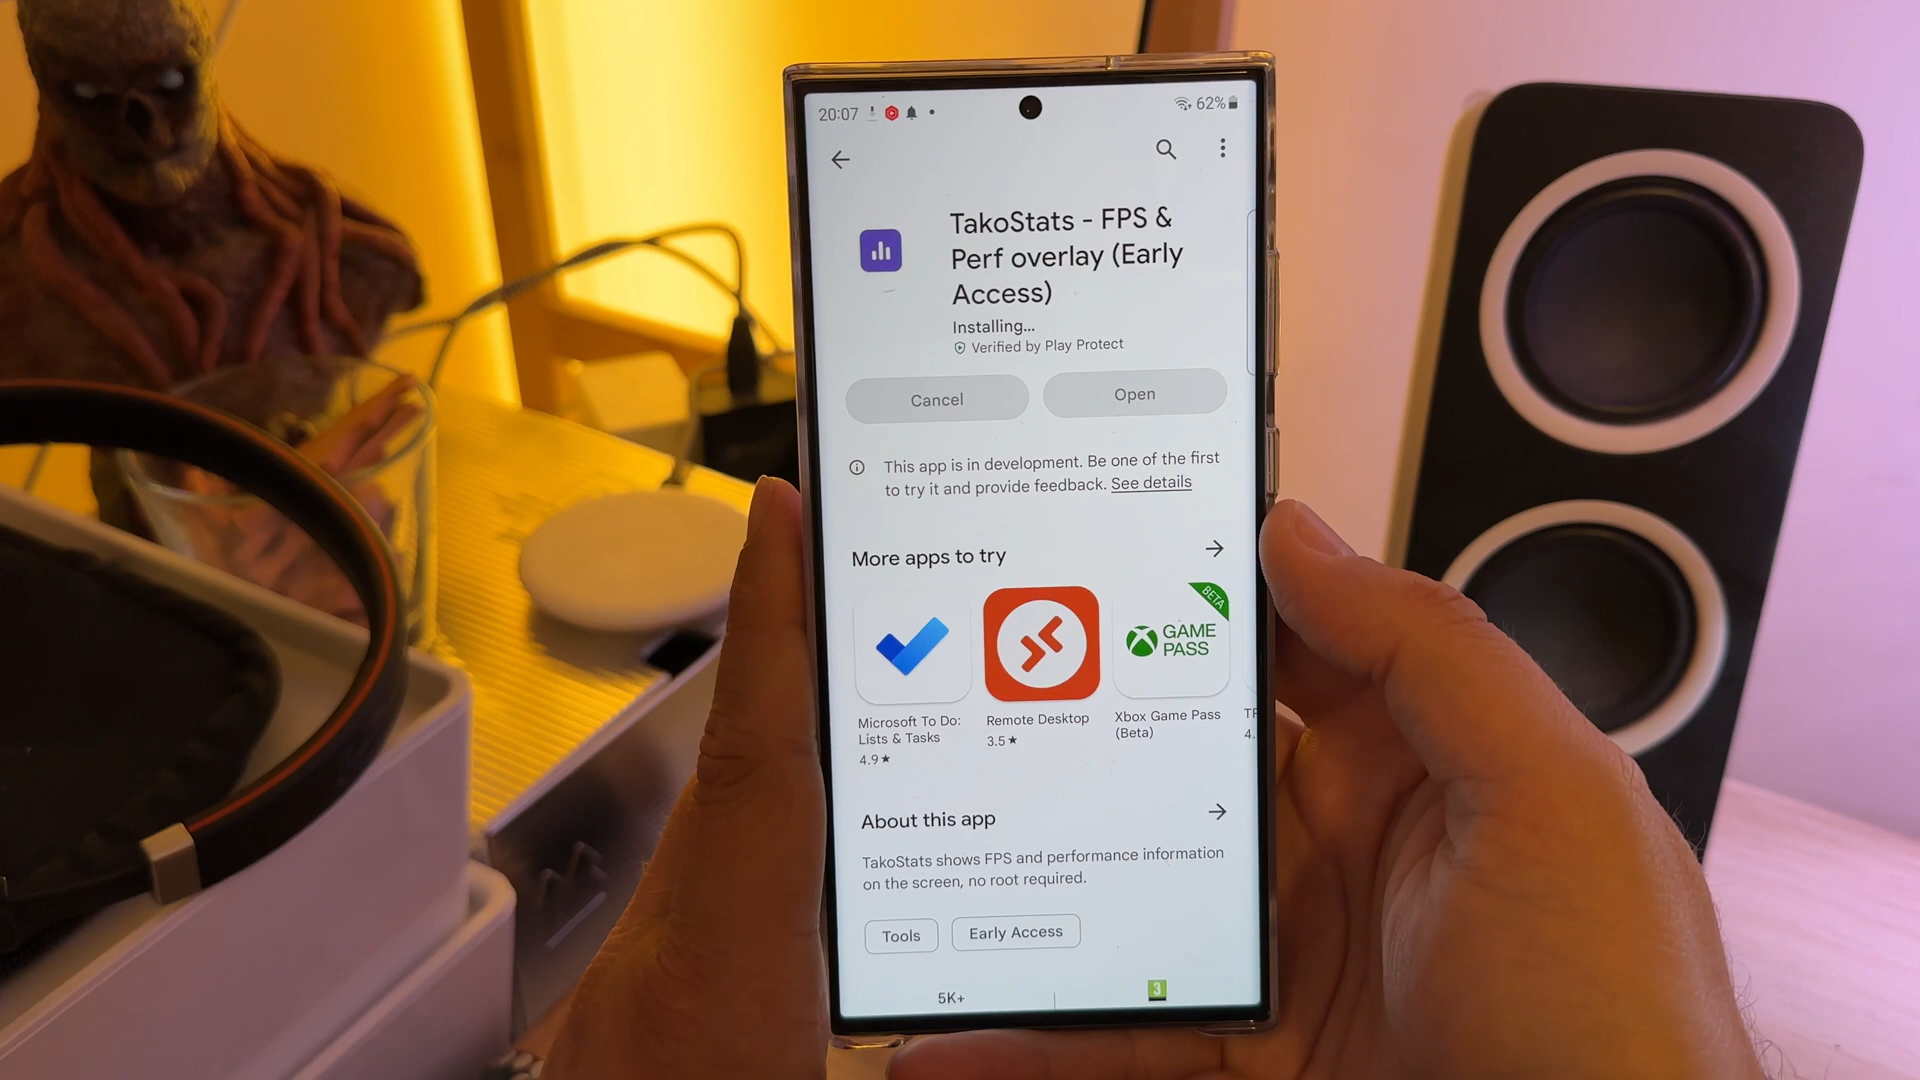 20:07
62%
TakoStats - FPS &
Perf overlay (Early
Access)
Installing...
Verified by Play Protect
Cancel
Open
This app is in development. Be one of the first
to try it and provide feedback. See details
More apps to try
BETA
GAME
PASS
Microsoft To Do:
Lists & Tasks
4.9★
Remote Desktop
3.5★
Xbox Game Pass
(Beta)
4.
About this app
TakoStats shows FPS and performance information
on the screen, no root required.
Tools
Early Access
5K+
3